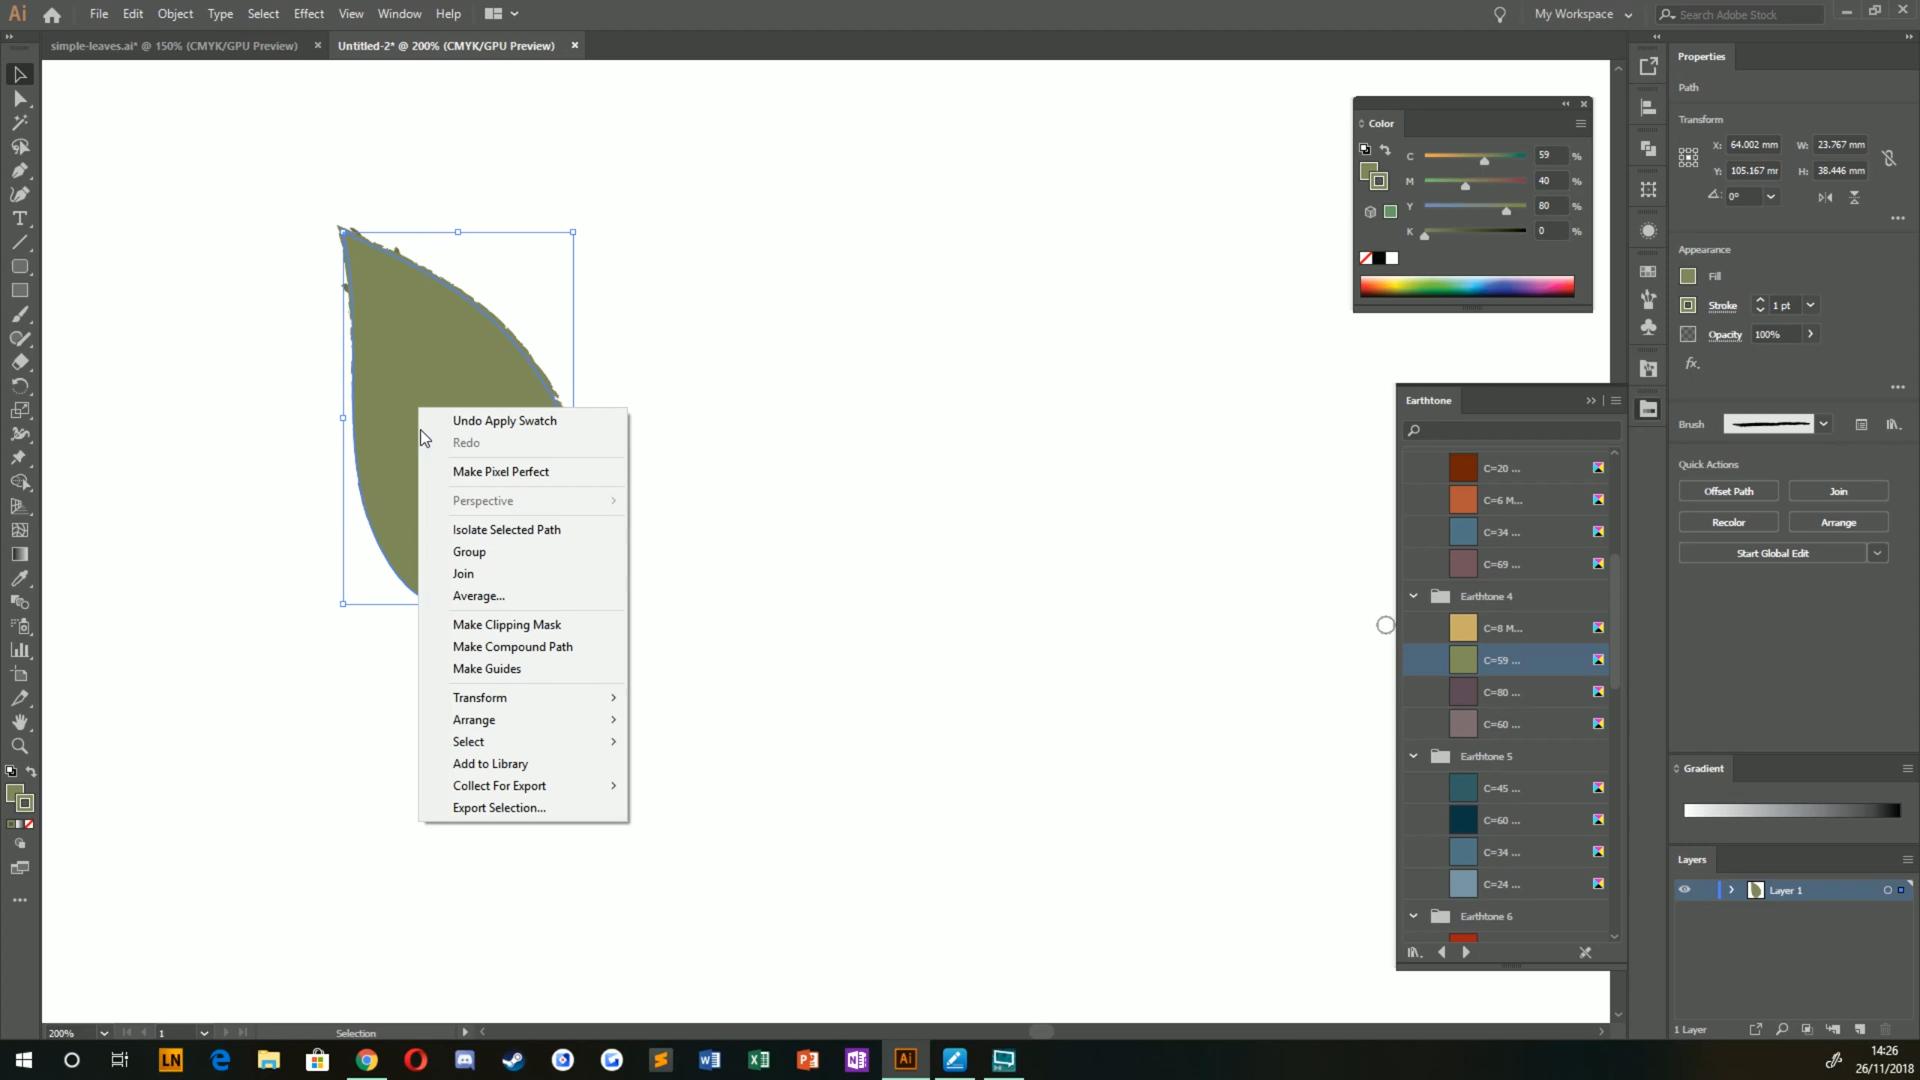 Ai File Edit Object Type Select Effect View Window Help My Workspace Search Adobe Stock
simple-leaves.ai* @ 150% (CMYK/GPU Preview) × Untitled-2* @ 200% (CMYK/GPU Preview) ×
Properties
Path
Transform
X: 64.002 mm W: 23.767 mm
Y: 105.167 mr H: 38.446 mm
0°
Appearance
Fill
Stroke 1 pt
Opacity 100%
fx.
Brush
Quick Actions
Offset Path Join
Recolor Arrange
Start Global Edit
Gradient
Layers
Layer 1
1 Layer
Color
C 59 %
M 40 %
Y 80 %
K 0 %
Earthtone
C=20 ...
C=6 M...
C=34 ...
C=69 ...
Earthtone 4
C=8 M...
C=59 ...
C=80 ...
C=60 ...
Earthtone 5
C=45 ...
C=60 ...
C=34 ...
C=24 ...
Earthtone 6
Undo Apply Swatch
Redo
Make Pixel Perfect
Perspective
Isolate Selected Path
Group
Join
Average...
Make Clipping Mask
Make Compound Path
Make Guides
Transform
Arrange
Select
Add to Library
Collect For Export
Export Selection...
200% 1 Selection
LN Ai
14:26
26/11/2018